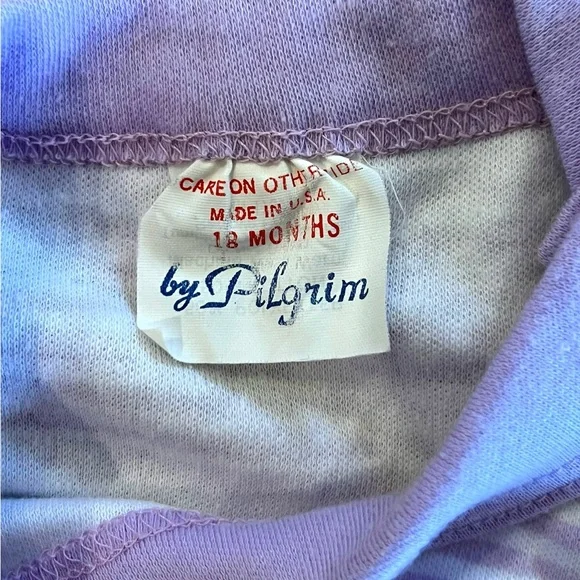 CARE ON OTHER SIDE
MADE IN U.S.A.
18 MONTHS
by Pilgrim